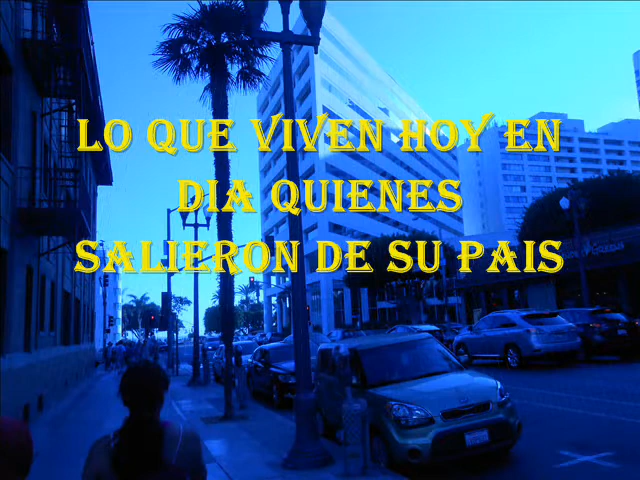 LO QUE VIVEN HOY EN
DIA QUIENES
SALIERON DE SU PAIS